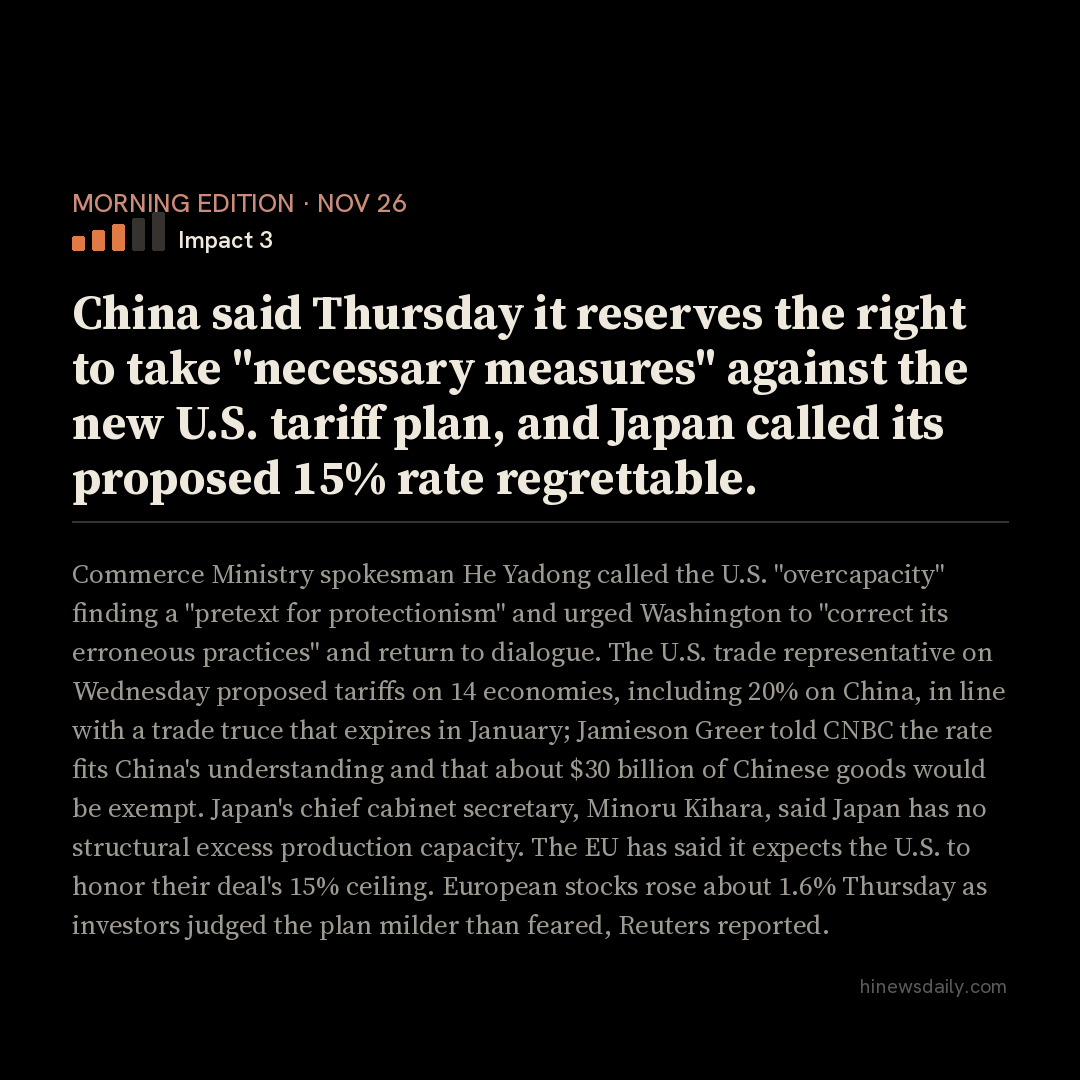 MORNING EDITION · NOV 26
Impact 3
China said Thursday it reserves the right
to take "necessary measures" against the
new U.S. tariff plan, and Japan called its
proposed 15% rate regrettable.
Commerce Ministry spokesman He Yadong called the U.S. "overcapacity"
finding a "pretext for protectionism" and urged Washington to "correct its
erroneous practices" and return to dialogue. The U.S. trade representative on
Wednesday proposed tariffs on 14 economies, including 20% on China, in line
with a trade truce that expires in January; Jamieson Greer told CNBC the rate
fits China's understanding and that about $30 billion of Chinese goods would
be exempt. Japan's chief cabinet secretary, Minoru Kihara, said Japan has no
structural excess production capacity. The EU has said it expects the U.S. to
honor their deal's 15% ceiling. European stocks rose about 1.6% Thursday as
investors judged the plan milder than feared, Reuters reported.
hinewsdaily.com